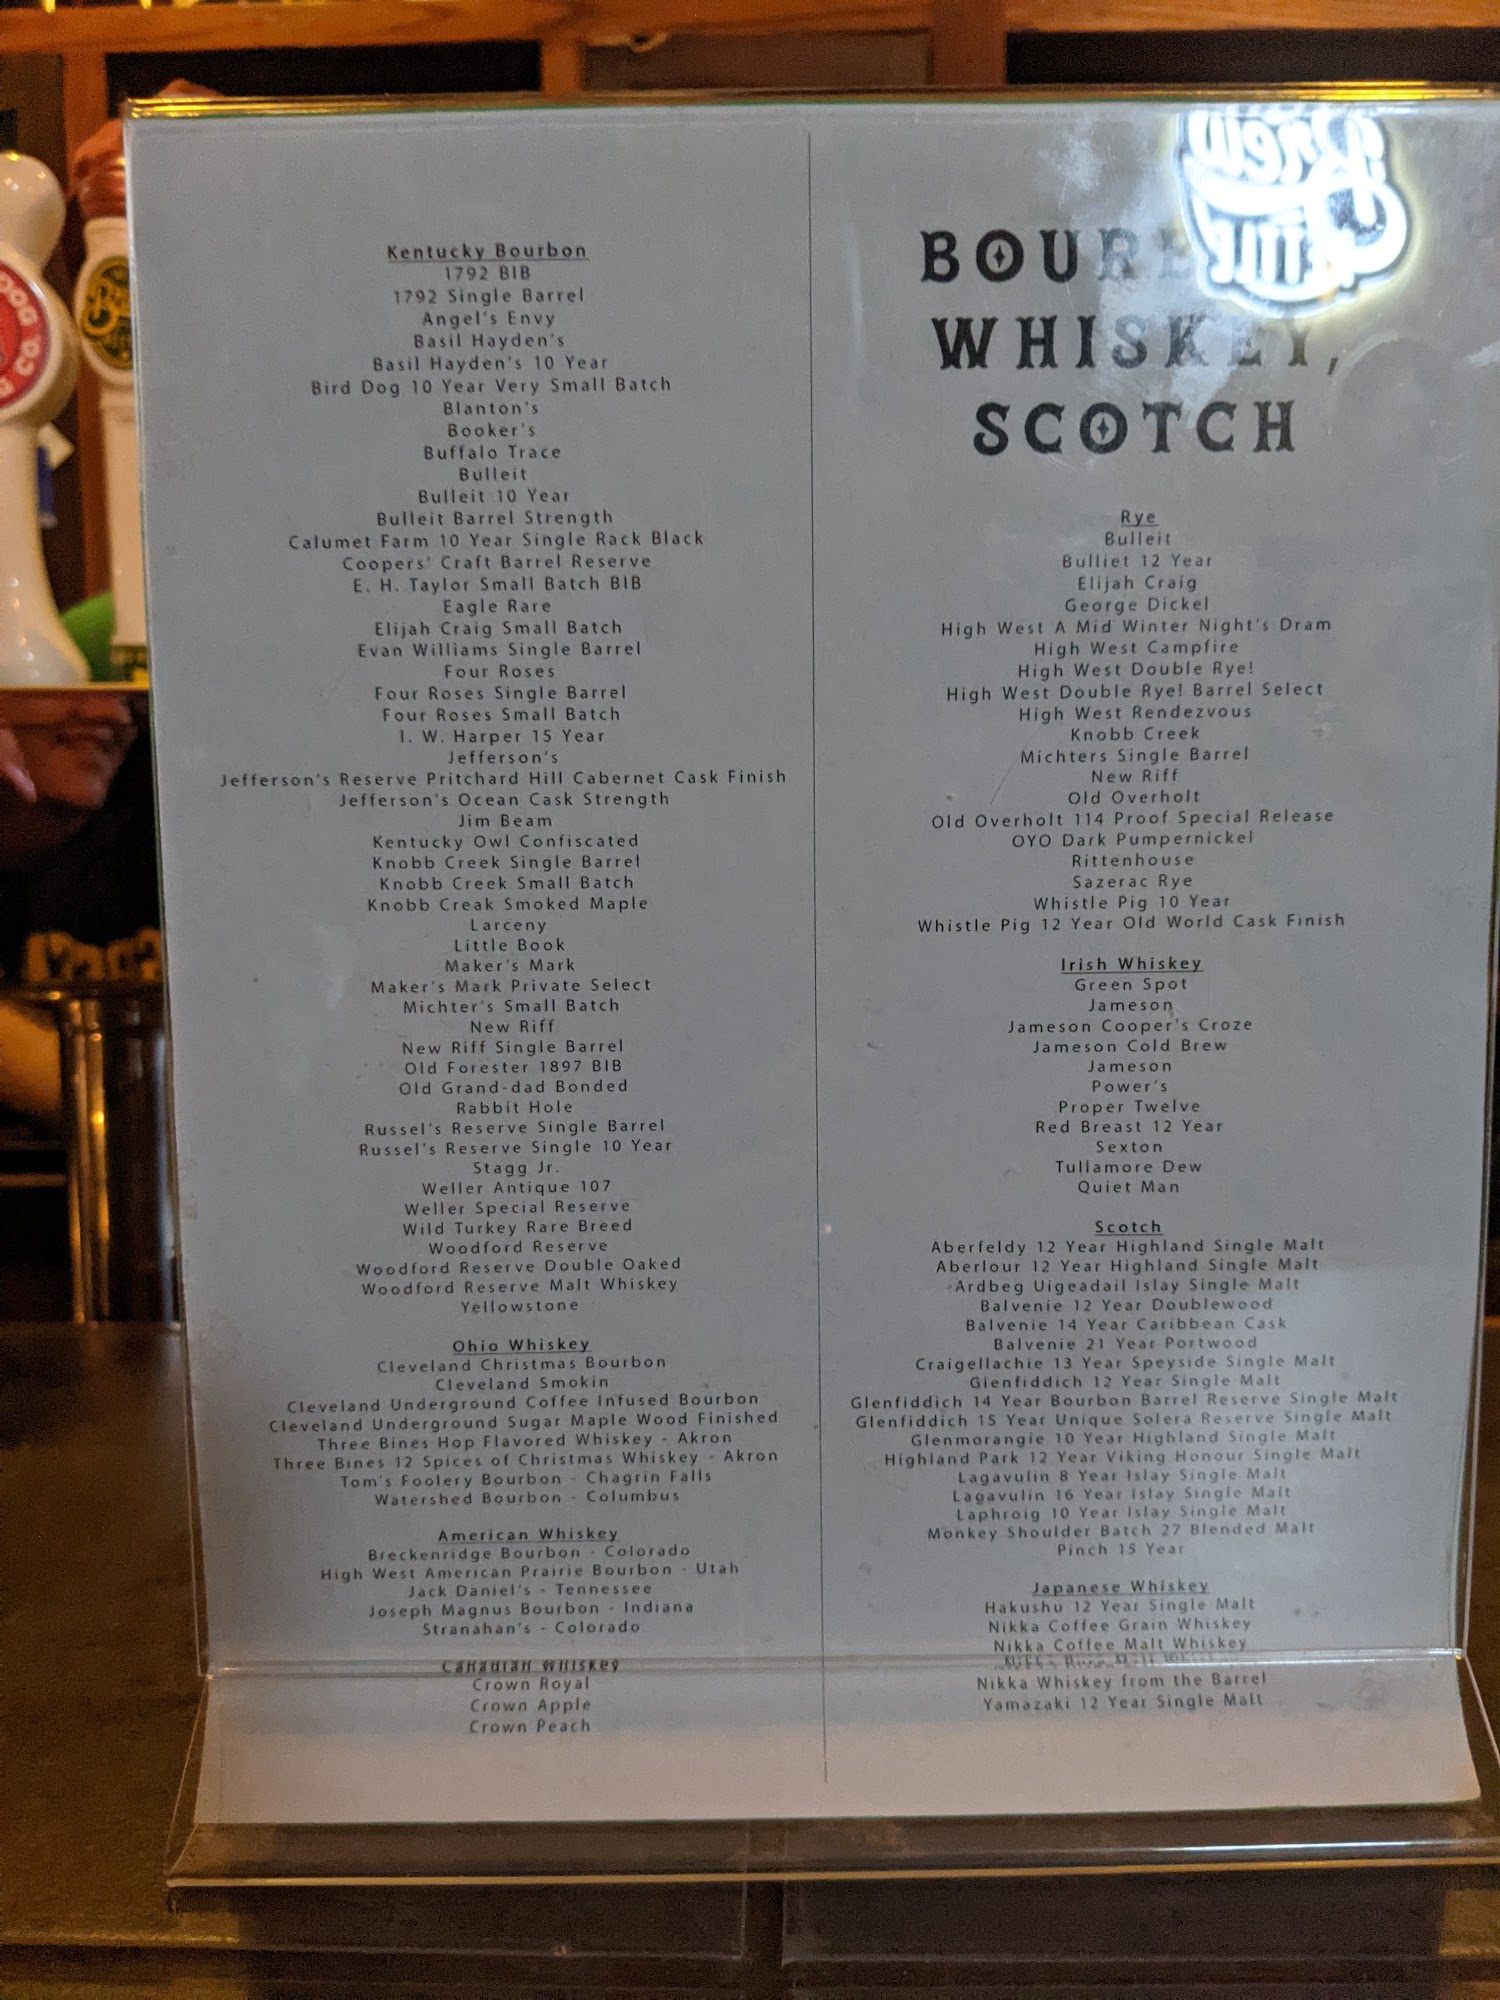 Kentucky Bourbon
1792 BIB
1792 Single Barrel
Angel's Envy
Basil Hayden's
Basil Hayden's 10 Year
Bird Dog 10 Year Very Small Batch
Blanton's
Booker's
Buffalo Trace
Bulleit
Bulleit 10 Year
Bulleit Barrel Strength
Calumet Farm 10 Year Single Rack Black
Coopers' Craft Barrel Reserve
E. H. Taylor Small Batch BIB
Eagle Rare
Elijah Craig Small Batch
Evan Williams Single Barrel
Four Roses
Four Roses Single Barrel
Four Roses Small Batch
I. W. Harper 15 Year
Jefferson's
Jefferson's Reserve Pritchard Hill Cabernet Cask Finish
Jefferson's Ocean Cask Strength
Jim Beam
Kentucky Owl Confiscated
Knobb Creek Single Barrel
Knobb Creek Small Batch
Knobb Creak Smoked Maple
Larceny
Little Book
Maker's Mark
Maker's Mark Private Select
Michter's Small Batch
New Riff
New Riff Single Barrel
Old Forester 1897 BIB
Old Grand-dad Bonded
Rabbit Hole
Russel's Reserve Single Barrel
Russel's Reserve Single 10 Year
Stagg Jr.
Weller Antique 107
Weller Special Reserve
Wild Turkey Rare Breed
Woodford Reserve
Woodford Reserve Double Oaked
Woodford Reserve Malt Whiskey
Yellowstone
Ohio Whiskey
Cleveland Christmas Bourbon
Cleveland Smokin
Cleveland Underground Coffee Infused Bourbon
Cleveland Underground Sugar Maple Wood Finished
Three Bines Hop Flavored Whiskey - Akron
Three Bines 12 Spices of Christmas Whiskey - Akron
Tom's Foolery Bourbon - Chagrin Falls
Watershed Bourbon - Columbus
American Whiskey
Breckenridge Bourbon - Colorado
High West American Prairie Bourbon - Utah
Jack Daniel's - Tennessee
Joseph Magnus Bourbon - Indiana
Stranahan's - Colorado
Canadian Whiskey
Crown Royal
Crown Apple
Crown Peach
WHISKEY,
SCOTCH
Rye
Bulleit
Bulliet 12 Year
Elijah Craig
George Dickel
High West A Mid Winter Night's Dram
High West Campfire
High West Double Rye!
High West Double Rye! Barrel Select
High West Rendezvous
Knobb Creek
Michters Single Barrel
New Riff
Old Overholt
Old Overholt 114 Proof Special Release
OYO Dark Pumpernickel
Rittenhouse
Sazerac Rye
Whistle Pig 10 Year
Whistle Pig 12 Year Old World Cask Finish
Irish Whiskey
Green Spot
Jameson
Jameson Cooper's Croze
Jameson Cold Brew
Jameson
Power's
Proper Twelve
Red Breast 12 Year
Sexton
Tullamore Dew
Quiet Man
Scotch
Aberfeldy 12 Year Highland Single Malt
Aberlour 12 Year Highland Single Malt
Ardbeg Uigeadail Islay Single Malt
Balvenie 12 Year Doublewood
Balvenie 14 Year Caribbean Cask
Balvenie 21 Year Portwood
Craigellachie 13 Year Speyside Single Malt
Glenfiddich 12 Year Single Malt
Glenfiddich 14 Year Bourbon Barrel Reserve Single Malt
Glenfiddich 15 Year Unique Solera Reserve Single Malt
Glenmorangie 10 Year Highland Single Malt
Highland Park 12 Year Viking Honour Single Malt
Lagavulin 8 Year Islay Single Malt
Lagavulin 16 Year Islay Single Malt
Laphroig 10 Year Islay Single Malt
Monkey Shoulder Batch 27 Blended Malt
Pinch 15 Year
Japanese Whiskey
Hakushu 12 Year Single Malt
Nikka Coffee Grain Whiskey
Nikka Coffee Malt Whiskey
Nikka Whiskey from the Barrel
Yamazaki 12 Year Single Malt